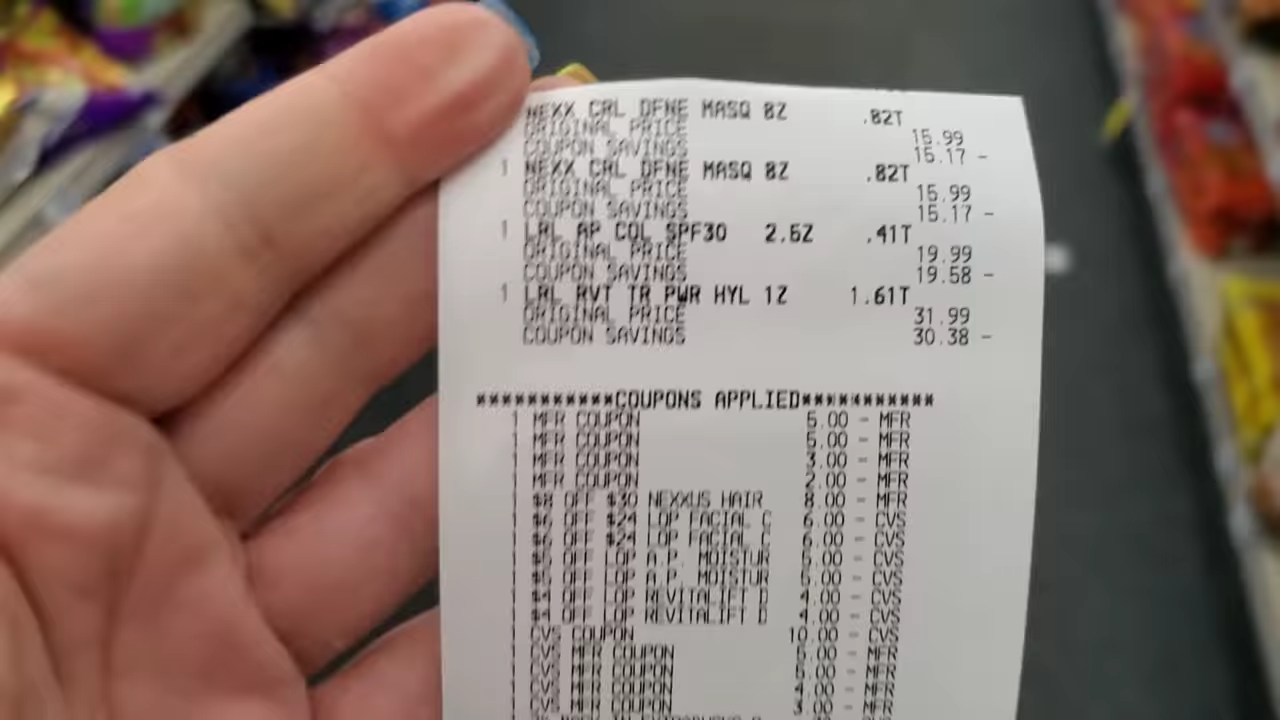 NEXX CRL DFNE MASQ 8Z .82T
ORIGINAL PRICE 15.99
COUPON SAVINGS 15.17 -
1 NEXX CRL DFNE MASQ 8Z .82T
ORIGINAL PRICE 15.99
COUPON SAVINGS 15.17 -
1 LRL AP COL SPF30 2.5Z .41T
ORIGINAL PRICE 19.99
COUPON SAVINGS 19.58 -
1 LRL RVT TR PWR HYL 1Z 1.61T
ORIGINAL PRICE 31.99
COUPON SAVINGS 30.38 -
***********COUPONS APPLIED***********
1 MFR COUPON 5.00 - MFR
1 MFR COUPON 5.00 - MFR
1 MFR COUPON 3.00 - MFR
1 MFR COUPON 2.00 - MFR
1 $8 OFF $30 NEXXUS HAIR 8.00 - MFR
1 $6 OFF $24 LOP FACIAL C 6.00 - CVS
1 $6 OFF $24 LOP FACIAL C 6.00 - CVS
1 $5 OFF LOP A.P. MOISTUR 5.00 - CVS
1 $5 OFF LOP A.P. MOISTUR 5.00 - CVS
1 $4 OFF LOP REVITALIFT D 4.00 - CVS
1 $4 OFF LOP REVITALIFT D 4.00 - CVS
1 CVS COUPON 10.00 - CVS
1 CVS MFR COUPON MFR
1 CVS MFR COUPON MFR
1 CVS MFR COUPON MFR
1 CVS MFR COUPON MFR